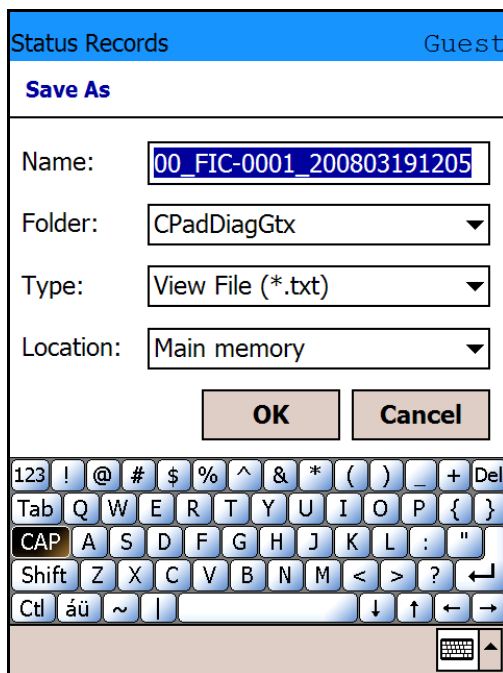 Status Records Guest
Save As
Name: 00_FIC-0001_200803191205
Folder: CPadDiagGtx
Type: View File (*.txt)
Location: Main memory
OK Cancel
123 ! @ # $ % ^ & * ( ) _ + Del
Tab Q W E R T Y U I O P { }
CAP A S D F G H J K L : "
Shift Z X C V B N M < > ? ↵
Ctl áü ~ | ↓ ↑ ← →